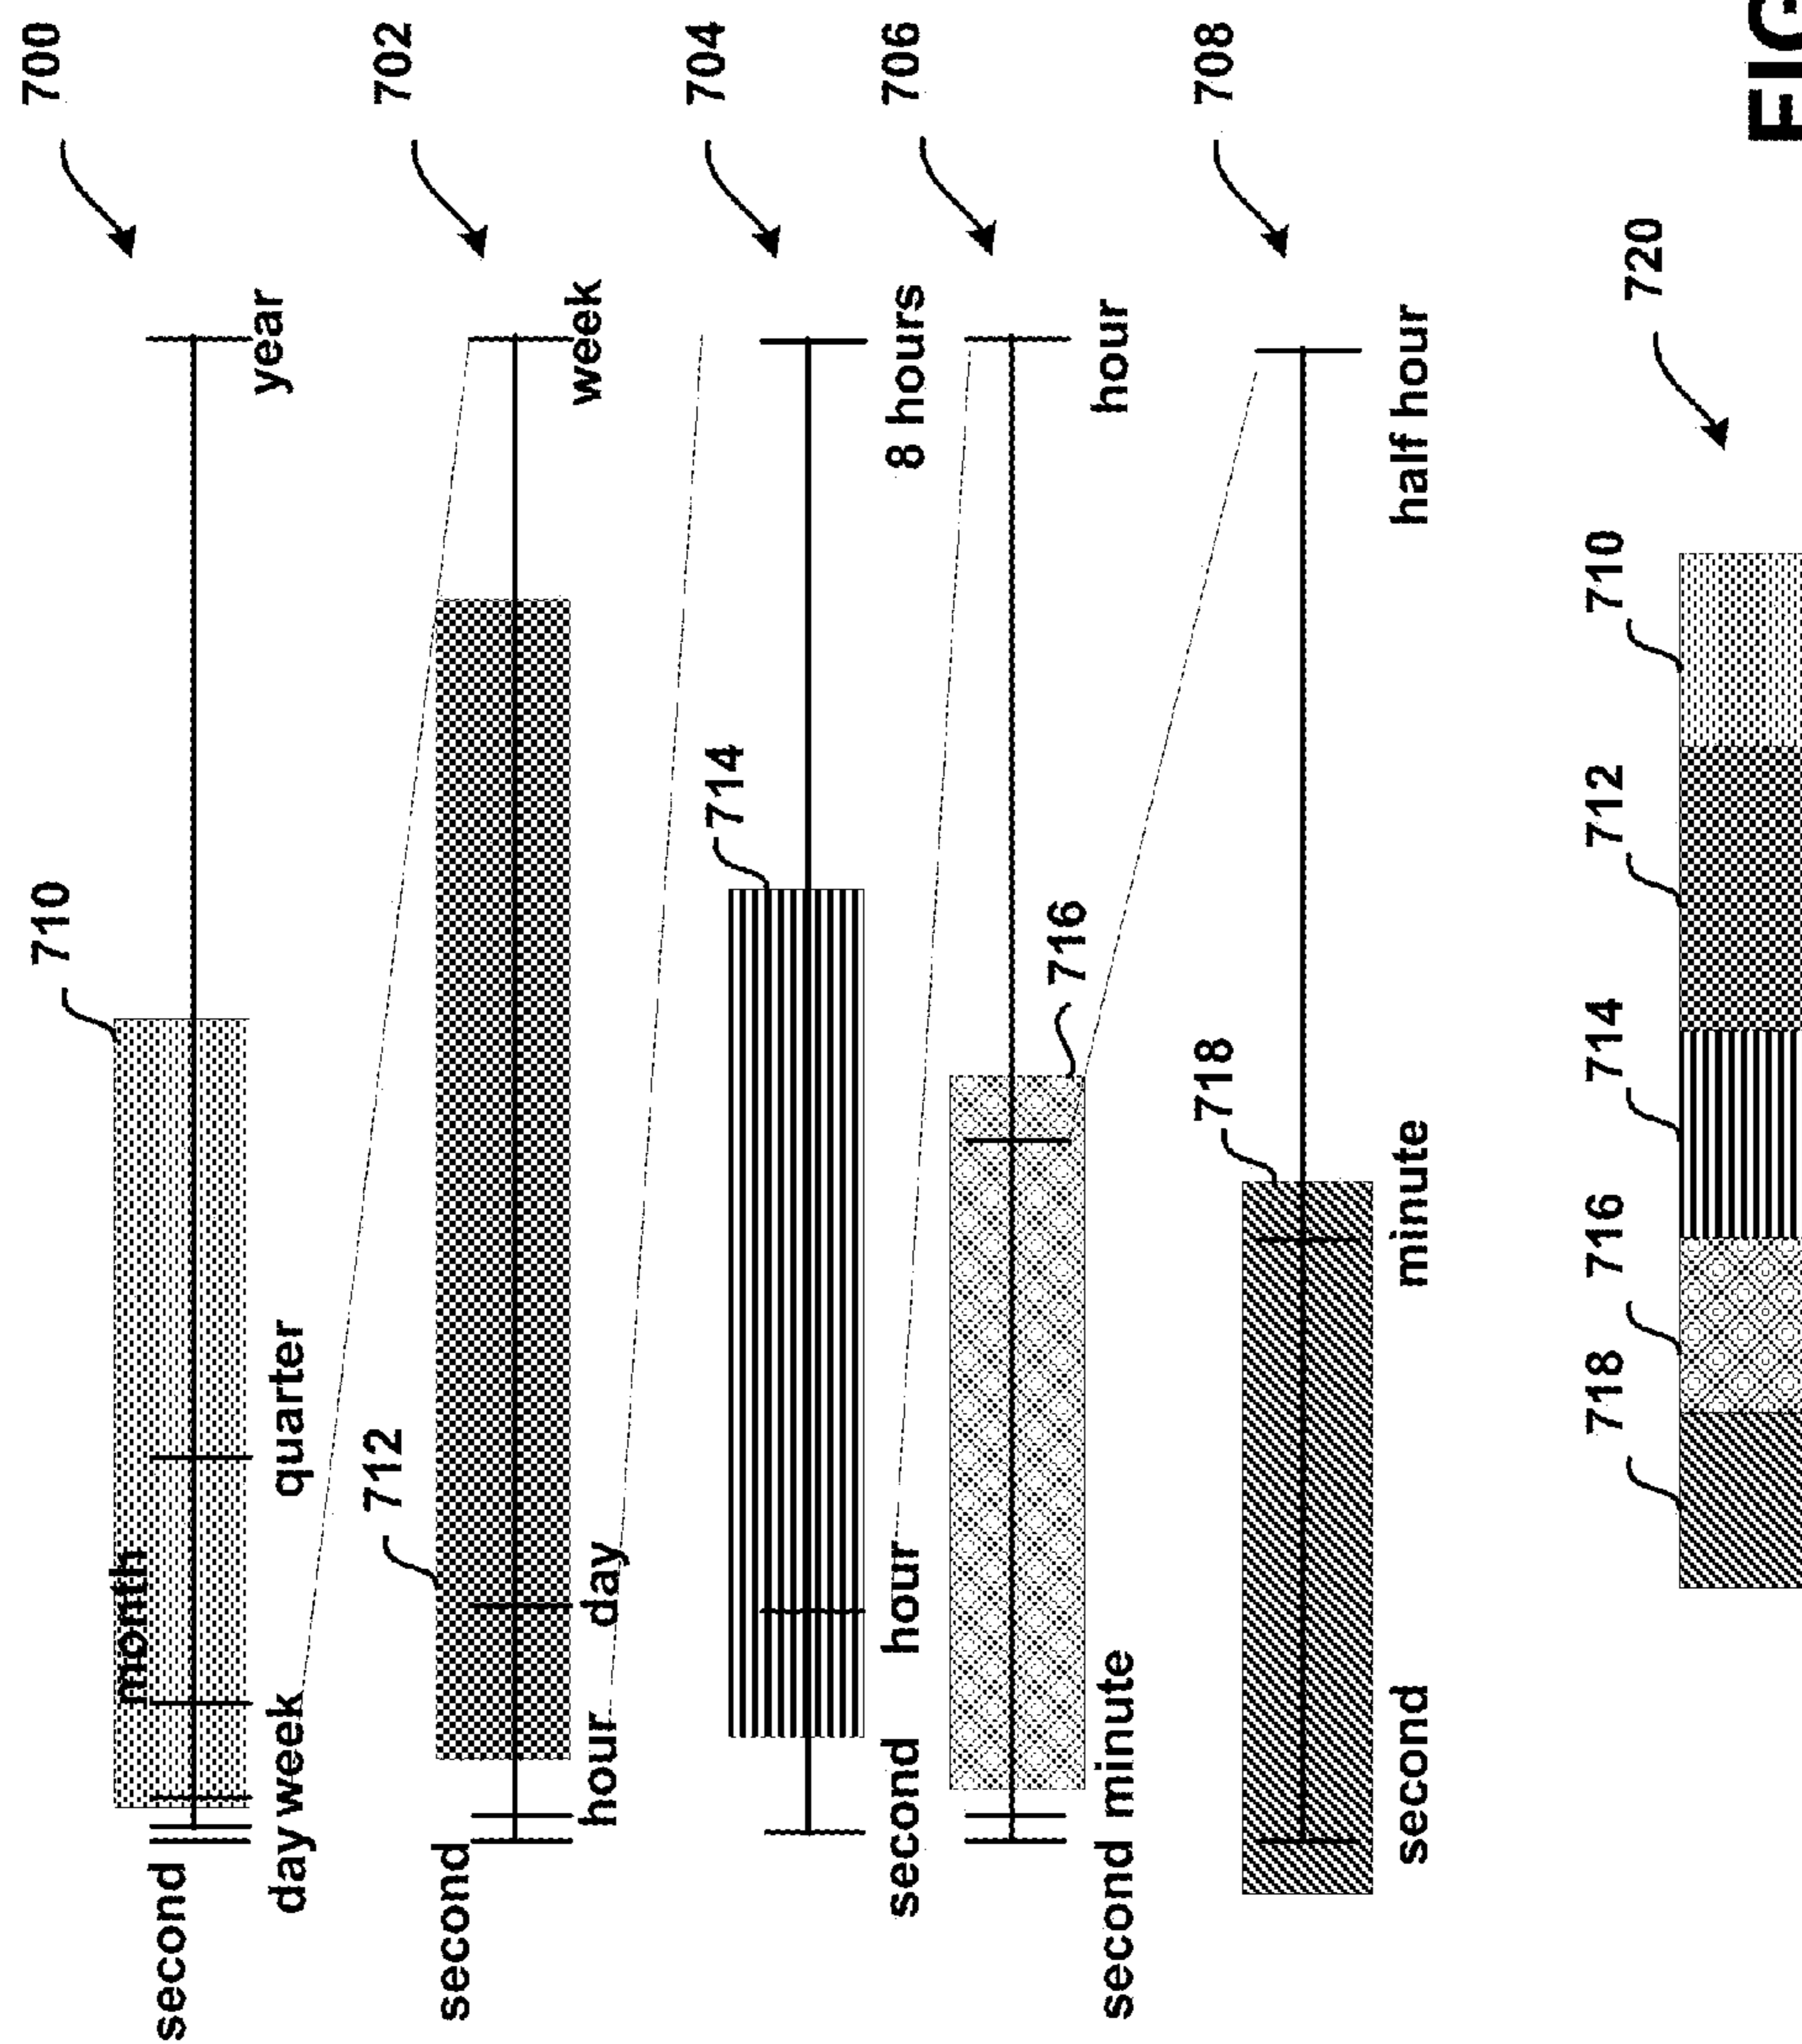 700
710
month
second
year
day week
quarter
702
712
second
week
hour
day
704
714
second
hour
8 hours
706
716
second minute
hour
708
718
second
minute
half hour
720
718
716
714
712
710
FIG